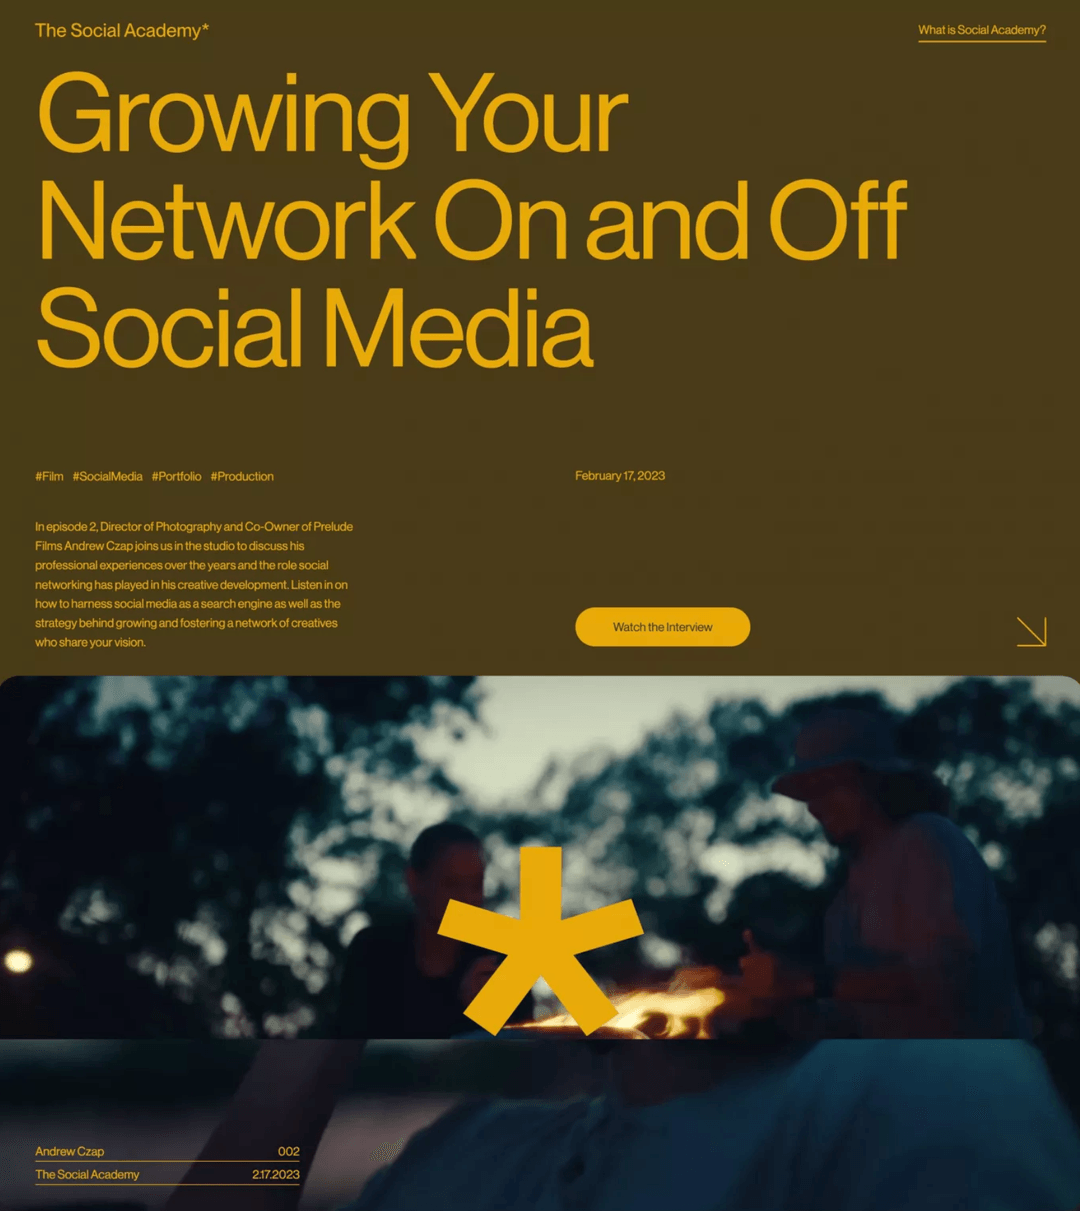 The Social Academy*
What is Social Academy?
Growing Your
Network On and Off
Social Media
#Film #SocialMedia #Portfolio #Production
February 17, 2023
In episode 2, Director of Photography and Co-Owner of Prelude
Films Andrew Czap joins us in the studio to discuss his
professional experiences over the years and the role social
networking has played in his creative development. Listen in on
how to harness social media as a search engine as well as the
strategy behind growing and fostering a network of creatives
who share your vision.
Watch the Interview
Andrew Czap 002
The Social Academy 2.17.2023